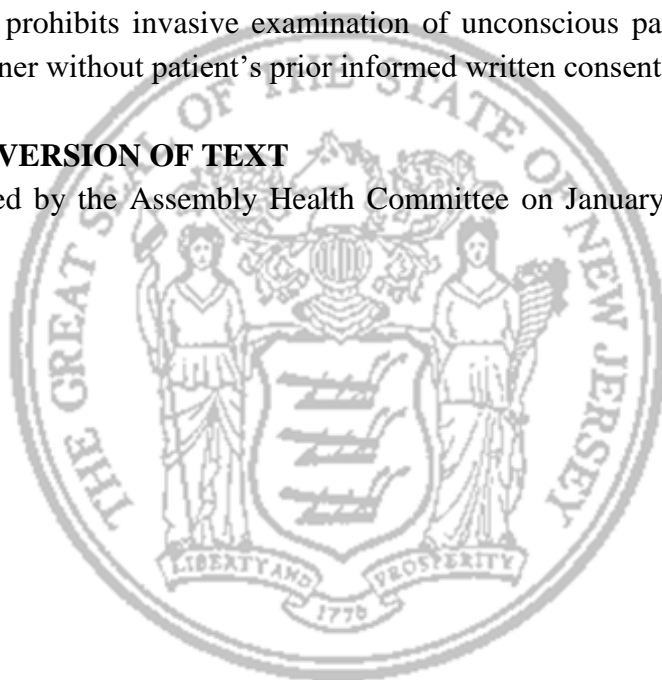 prohibits invasive examination of unconscious pa
ner without patient’s prior informed written consent
VERSION OF TEXT
ed by the Assembly Health Committee on January
THE GREAT SEAL OF THE STATE OF NEW JERSEY
LIBERTY AND PROSPERITY
1776